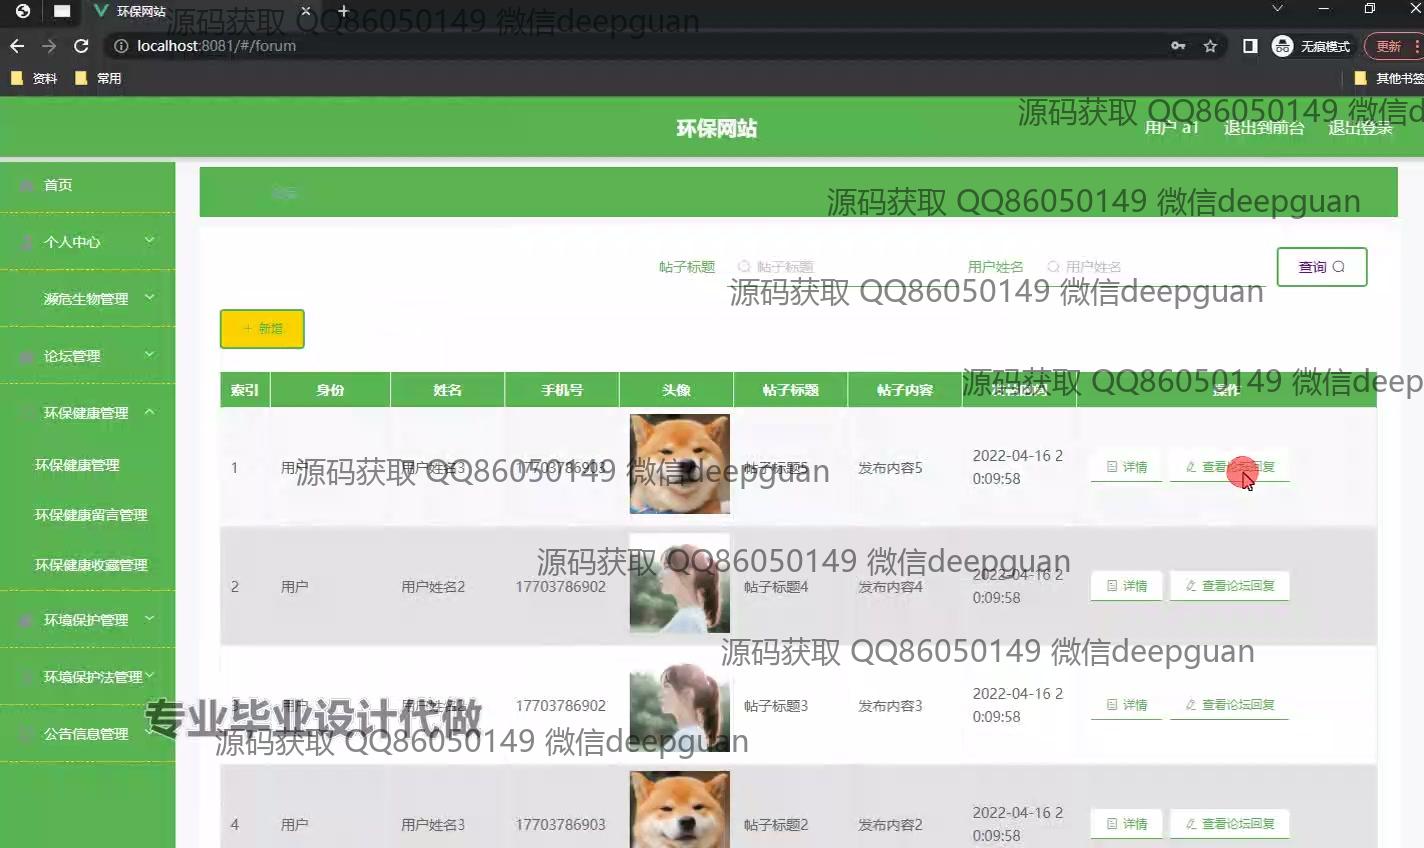 环保网站
localhost:8081/#/forum
无痕模式
更新
资料
常用
其他书签
源码获取 QQ86050149 微信deepguan
环保网站
用户 a1
退出到前台
退出登录
源码获取 QQ86050149 微信d
首页
个人中心
濒危生物管理
论坛管理
环保健康管理
环保健康管理
环保健康留言管理
环保健康收藏管理
环境保护管理
环境保护法管理
公告信息管理
源码获取 QQ86050149 微信deepguan
帖子标题 帖子标题 用户姓名 用户姓名 查询
源码获取 QQ86050149 微信deepguan
+ 新增
索引 身份 姓名 手机号 头像 帖子标题 帖子内容 操作
源码获取 QQ86050149 微信deep
1 用户 用户姓名3 17703786903 帖子标题5 发布内容5 2022-04-16 2
0:09:58
详情 查看论坛回复
源码获取 QQ86050149 微信deepguan
2 用户 用户姓名2 17703786902 帖子标题4 发布内容4 2022-04-16 2
0:09:58
详情 查看论坛回复
源码获取 QQ86050149 微信deepguan
源码获取 QQ86050149 微信deepguan
3 用户 用户姓名2 17703786902 帖子标题3 发布内容3 2022-04-16 2
0:09:58
详情 查看论坛回复
专业毕业设计代做
源码获取 QQ86050149 微信deepguan
4 用户 用户姓名3 17703786903 帖子标题2 发布内容2 2022-04-16 2
0:09:58
详情 查看论坛回复